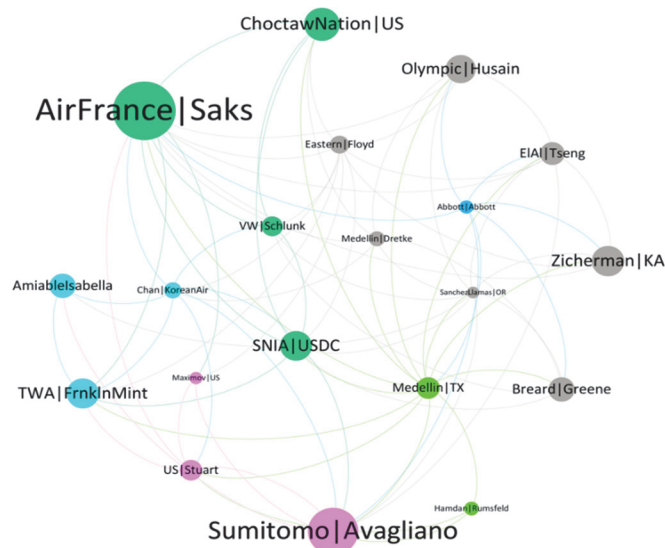 ChoctawNation|US
Olympic|Husain
AirFrance|Saks
Eastern|Floyd
ElAl|Tseng
Abbott|Abbott
VW|Schlunk
Medellin|Dretke
Zicherman|KA
AmiableIsabella
Chan|KoreanAir
SanchezLlamas|OR
SNIA|USDC
Maximov|US
TWA|FrnklnMint
Medellin|TX
Breard|Greene
US|Stuart
Hamdan|Rumsfeld
Sumitomo|Avagliano